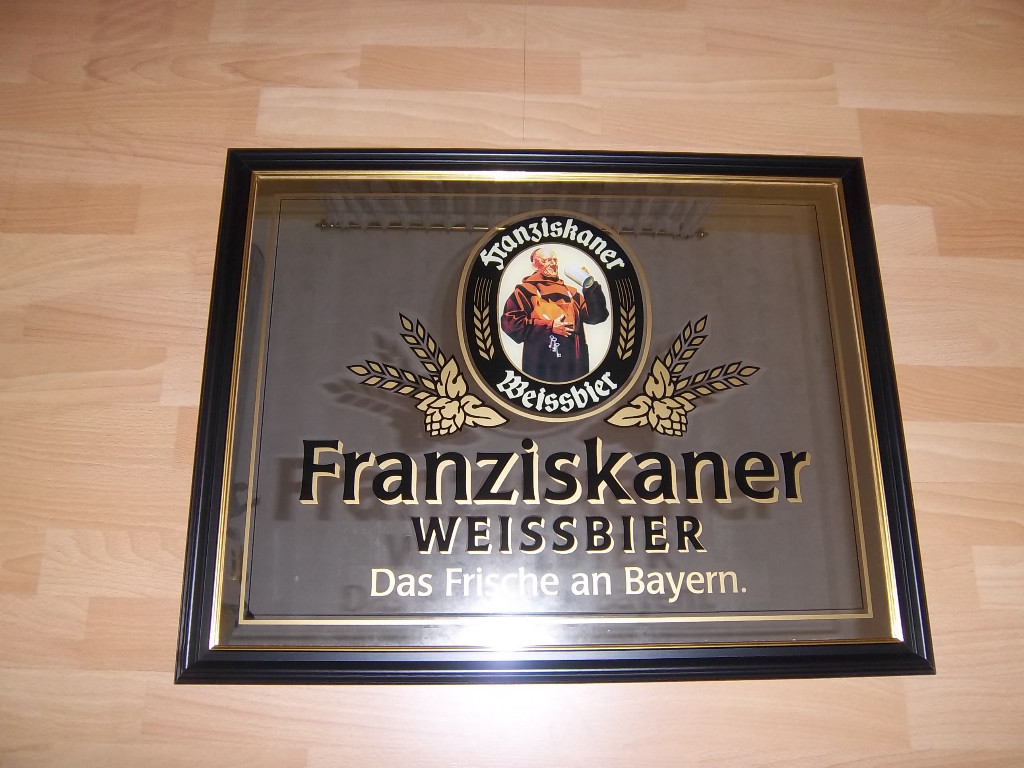 Franziskaner
Weissbier
Franziskaner
WEISSBIER
Das Frische an Bayern.